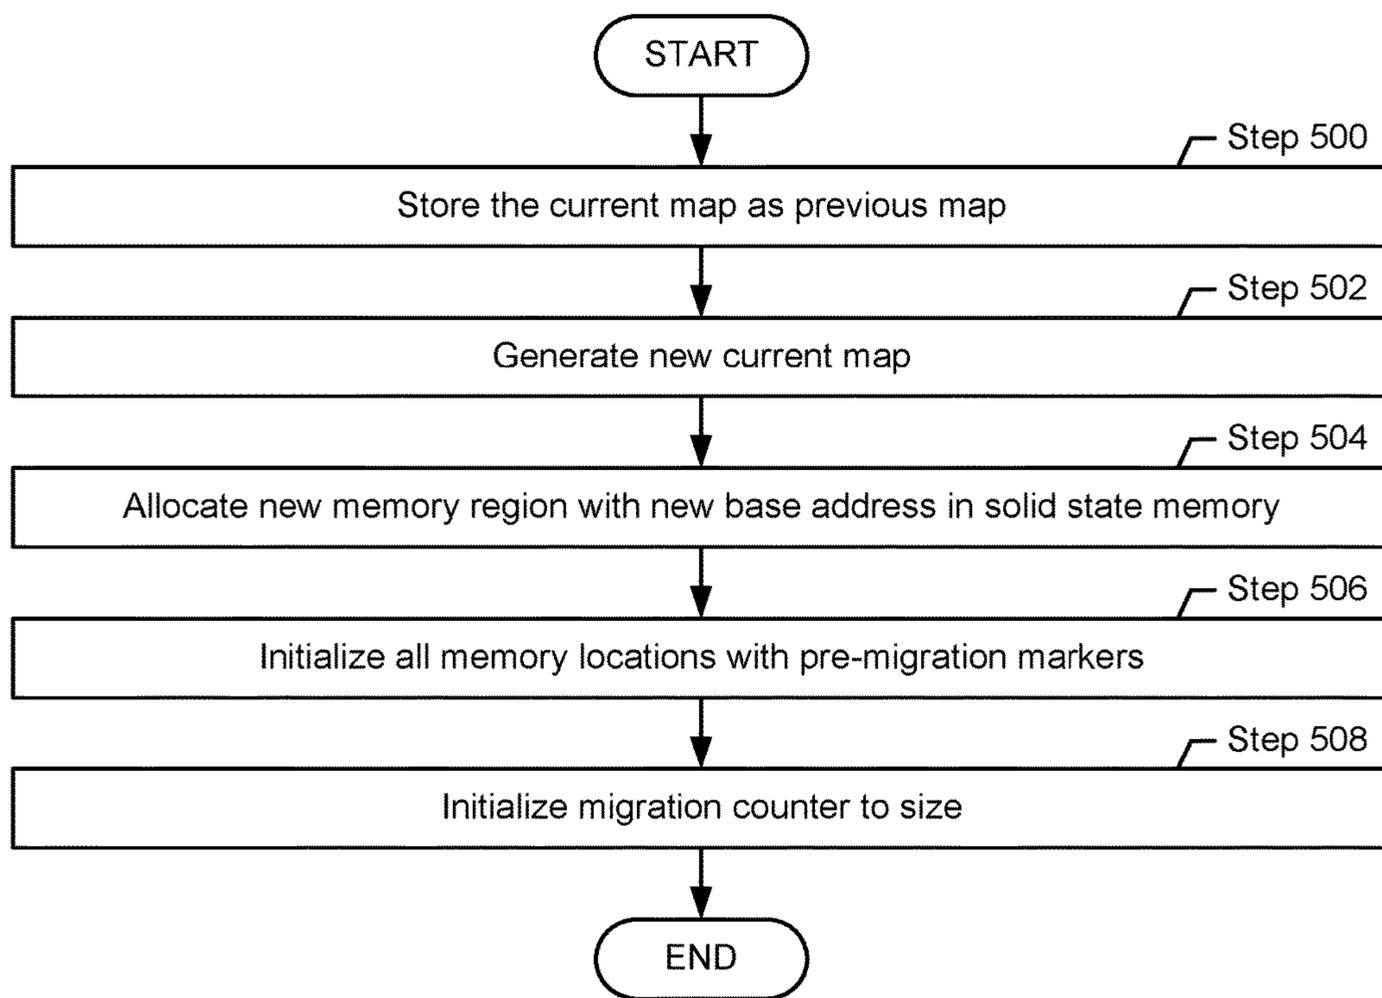 START
Step 500
Store the current map as previous map
Step 502
Generate new current map
Step 504
Allocate new memory region with new base address in solid state memory
Step 506
Initialize all memory locations with pre-migration markers
Step 508
Initialize migration counter to size
END